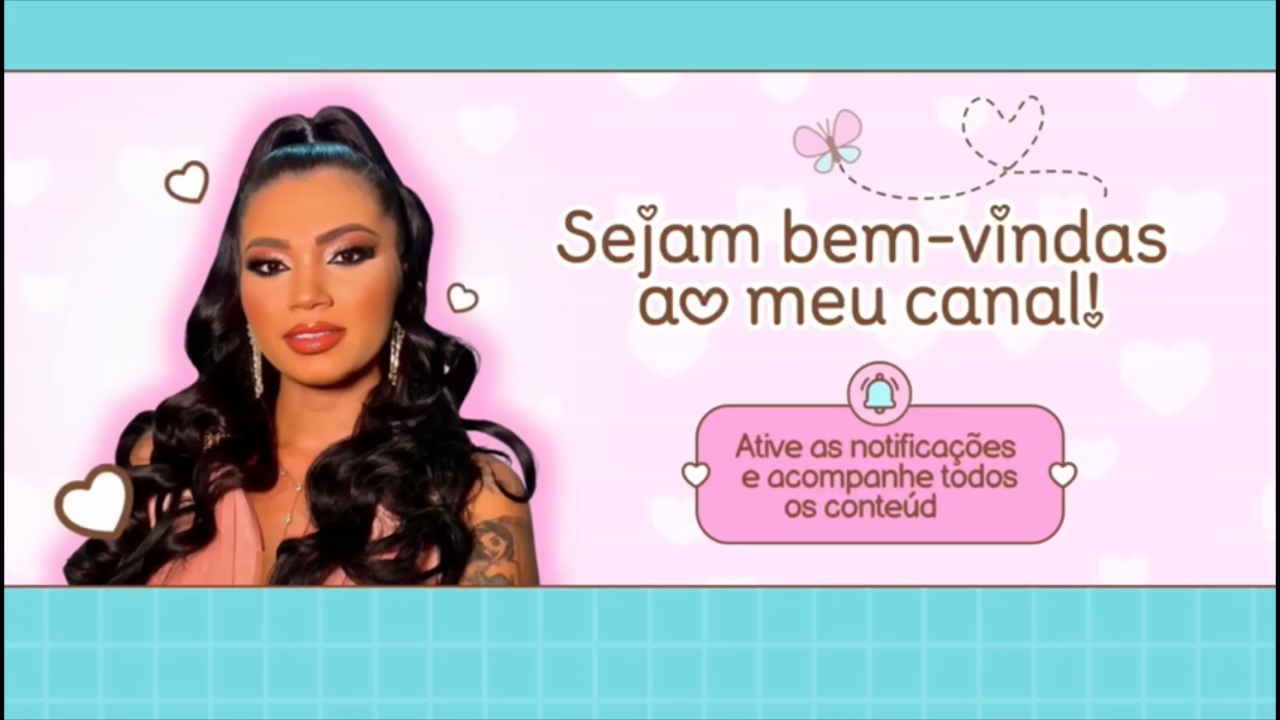 Sejam bem-vindas
ao meu canal!
Ative as notificações
e acompanhe todos
os conteúd